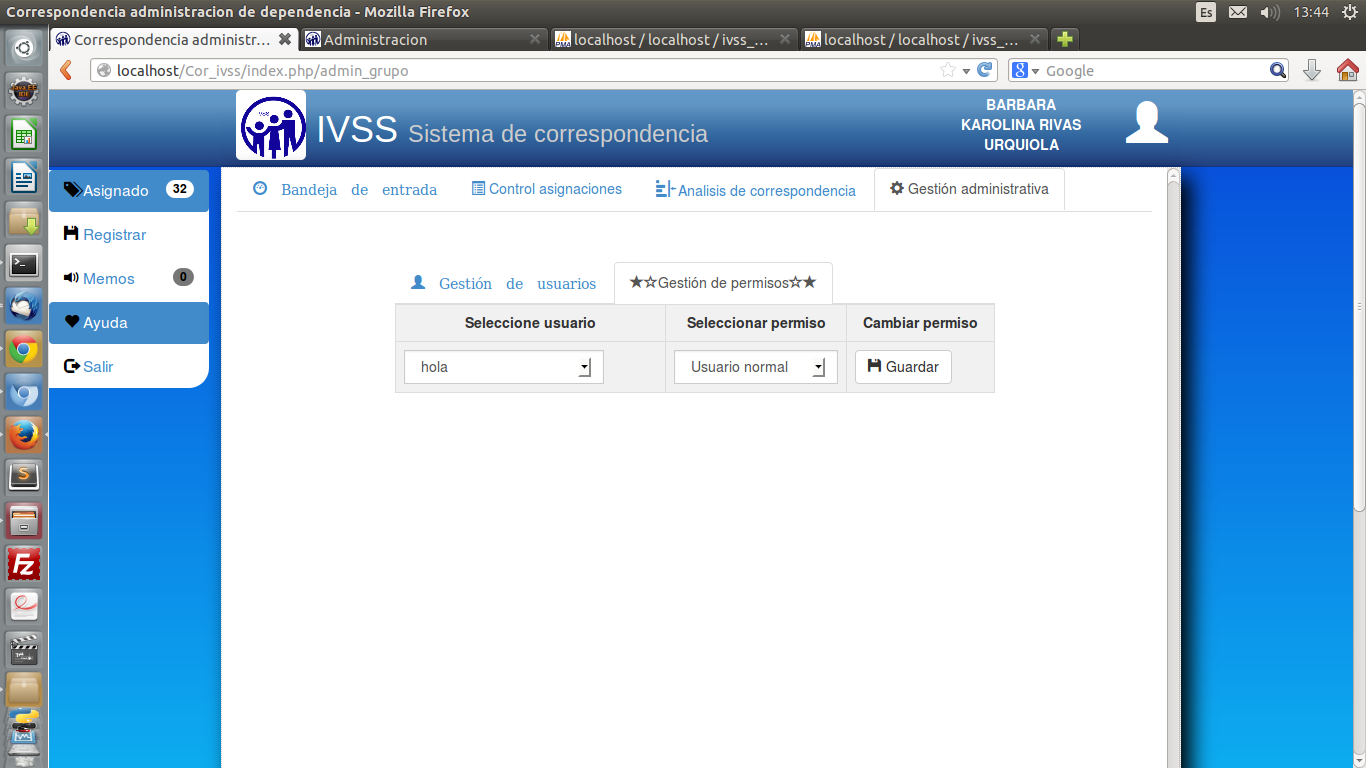 Correspondencia administracion de dependencia - Mozilla Firefox
Es
13:44
Correspondencia administr...
Administracion
localhost / localhost / ivss_...
localhost / localhost / ivss_...
localhost/Cor_ivss/index.php/admin_grupo
Google
IVSS Sistema de correspondencia
BARBARA
KAROLINA RIVAS
URQUIOLA
Asignado 32
Registrar
Memos 0
Ayuda
Salir
Bandeja de entrada
Control asignaciones
Analisis de correspondencia
Gestión administrativa
Gestión de usuarios
★☆Gestión de permisos☆★
Seleccione usuario
Seleccionar permiso
Cambiar permiso
hola
Usuario normal
Guardar